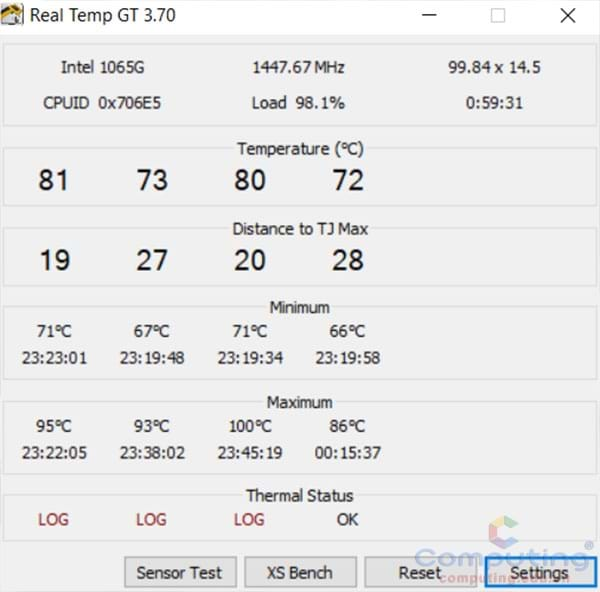 Real Temp GT 3.70
Intel 1065G 1447.67 MHz 99.84 x 14.5
CPUID 0x706E5 Load 98.1% 0:59:31
Temperature (°C)
81 73 80 72
Distance to TJ Max
19 27 20 28
Minimum
71°C 67°C 71°C 66°C
23:23:01 23:19:48 23:19:34 23:19:58
Maximum
95°C 93°C 100°C 86°C
23:22:05 23:38:02 23:45:19 00:15:37
Thermal Status
LOG LOG LOG OK
Computing®
Sensor Test XS Bench Reset Settings